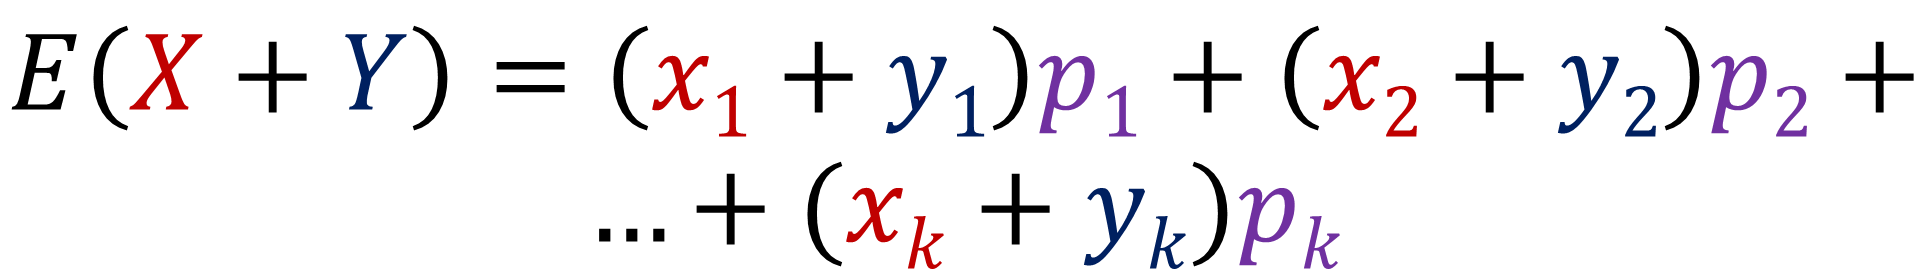 E(X + Y) = (x₁ + y₁)p₁ + (x₂ + y₂)p₂ +
... + (xₖ + yₖ)pₖ